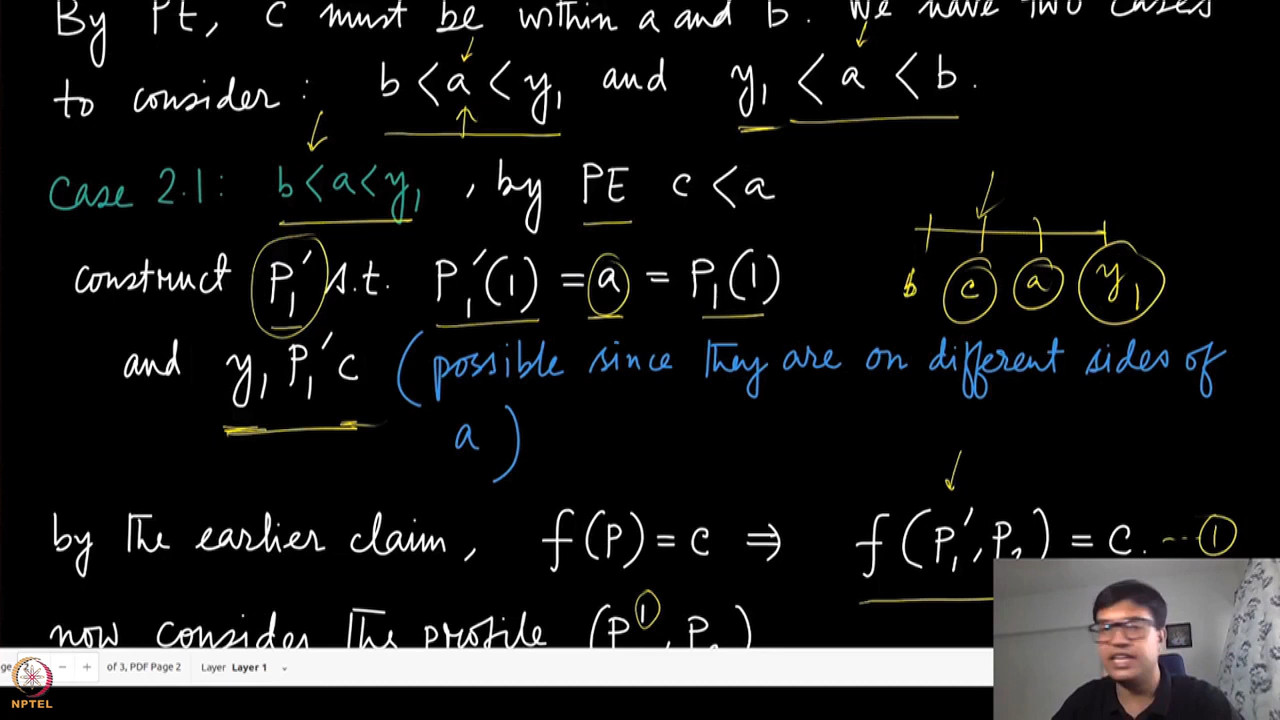 By PE, c must be within a and b. We have two cases
to consider : b < a < y₁ and y₁ < a < b.
Case 2.1: b < a < y₁ , by PE c < a
construct P₁′ s.t. P₁′(1) = a = P₁(1)
b c a y₁
and y₁ P₁′ c (possible since they are on different sides of
a)
by the earlier claim, f(P) = c ⇒ f(P₁′, P₂) = c. --- ①
now consider the profile (P¹, P₂)
of 3, PDF Page 2 Layer Layer 1
NPTEL